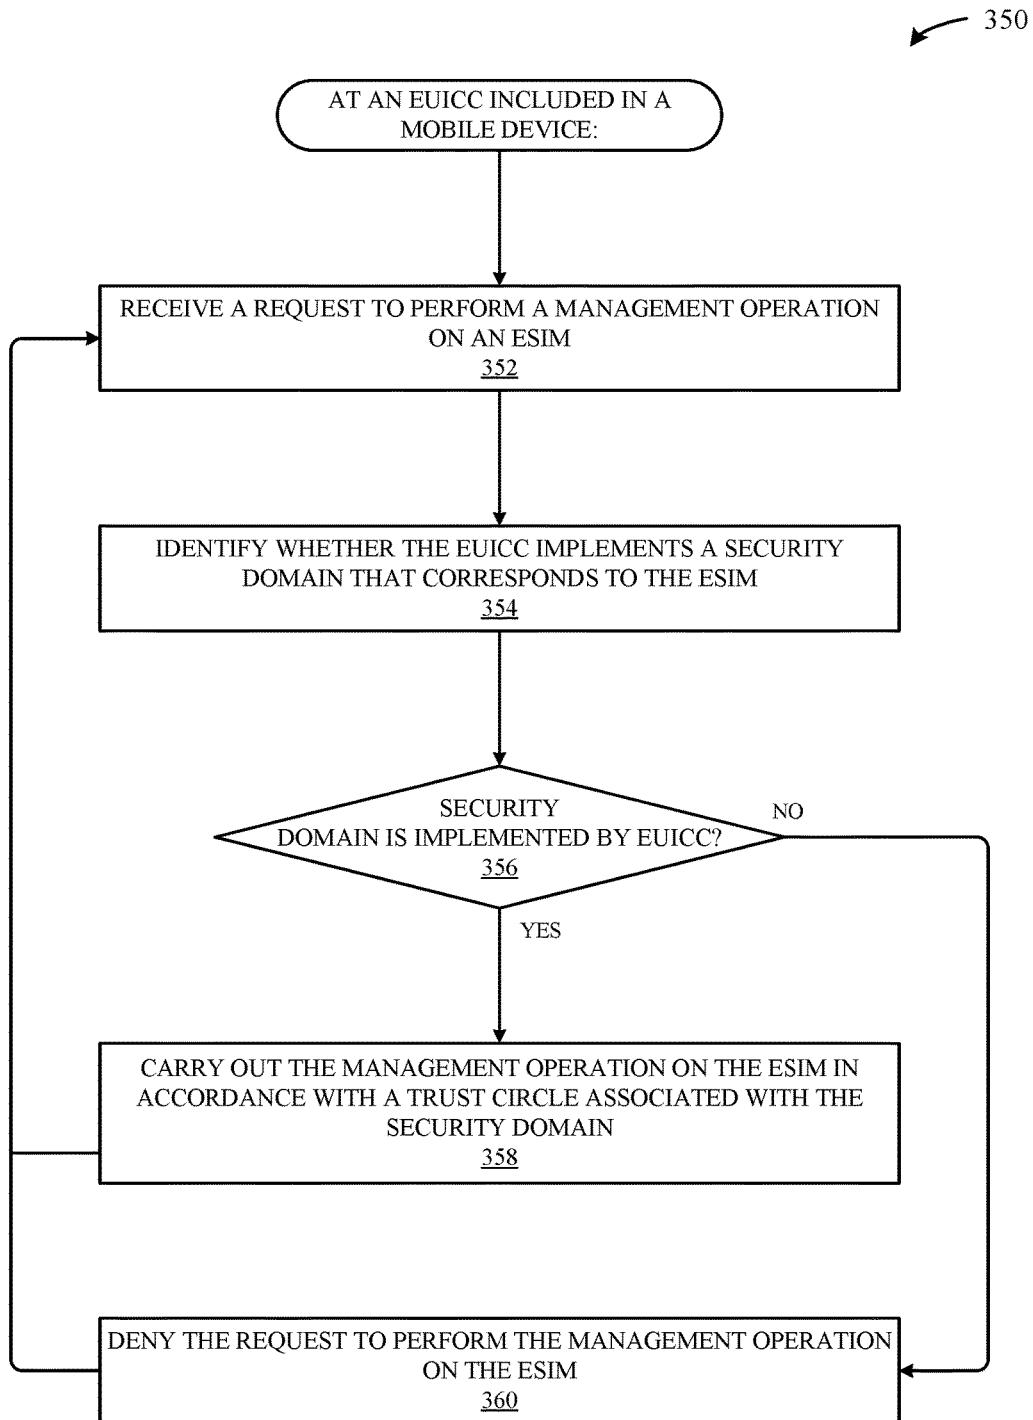 350
AT AN EUICC INCLUDED IN A
MOBILE DEVICE:
RECEIVE A REQUEST TO PERFORM A MANAGEMENT OPERATION
ON AN ESIM
352
IDENTIFY WHETHER THE EUICC IMPLEMENTS A SECURITY
DOMAIN THAT CORRESPONDS TO THE ESIM
354
SECURITY
DOMAIN IS IMPLEMENTED BY EUICC?
356
NO
YES
CARRY OUT THE MANAGEMENT OPERATION ON THE ESIM IN
ACCORDANCE WITH A TRUST CIRCLE ASSOCIATED WITH THE
SECURITY DOMAIN
358
DENY THE REQUEST TO PERFORM THE MANAGEMENT OPERATION
ON THE ESIM
360